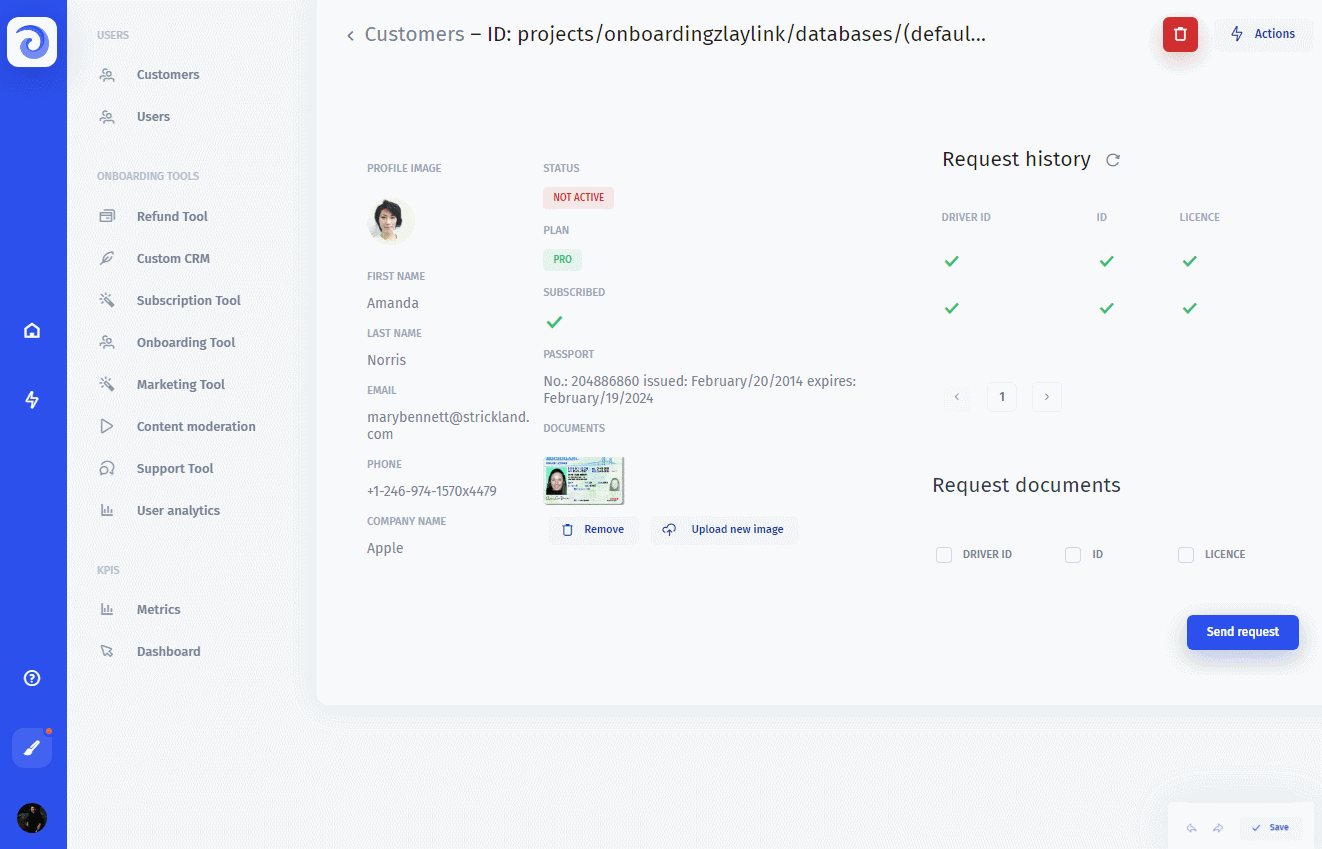 USERS
Customers
Users
ONBOARDING TOOLS
Refund Tool
Custom CRM
Subscription Tool
Onboarding Tool
Marketing Tool
Content moderation
Support Tool
User analytics
KPIS
Metrics
Dashboard
Customers – ID: projects/onboardingzlaylink/databases/(defaul...
Actions
PROFILE IMAGE
FIRST NAME
Amanda
LAST NAME
Norris
EMAIL
marybennett@strickland.
com
PHONE
+1-246-974-1570x4479
COMPANY NAME
Apple
STATUS
NOT ACTIVE
PLAN
PRO
SUBSCRIBED
PASSPORT
No.: 204886860 issued: February/20/2014 expires:
February/19/2024
DOCUMENTS
Remove
Upload new image
Request history
DRIVER ID ID LICENCE
1
Request documents
DRIVER ID ID LICENCE
Send request
Save